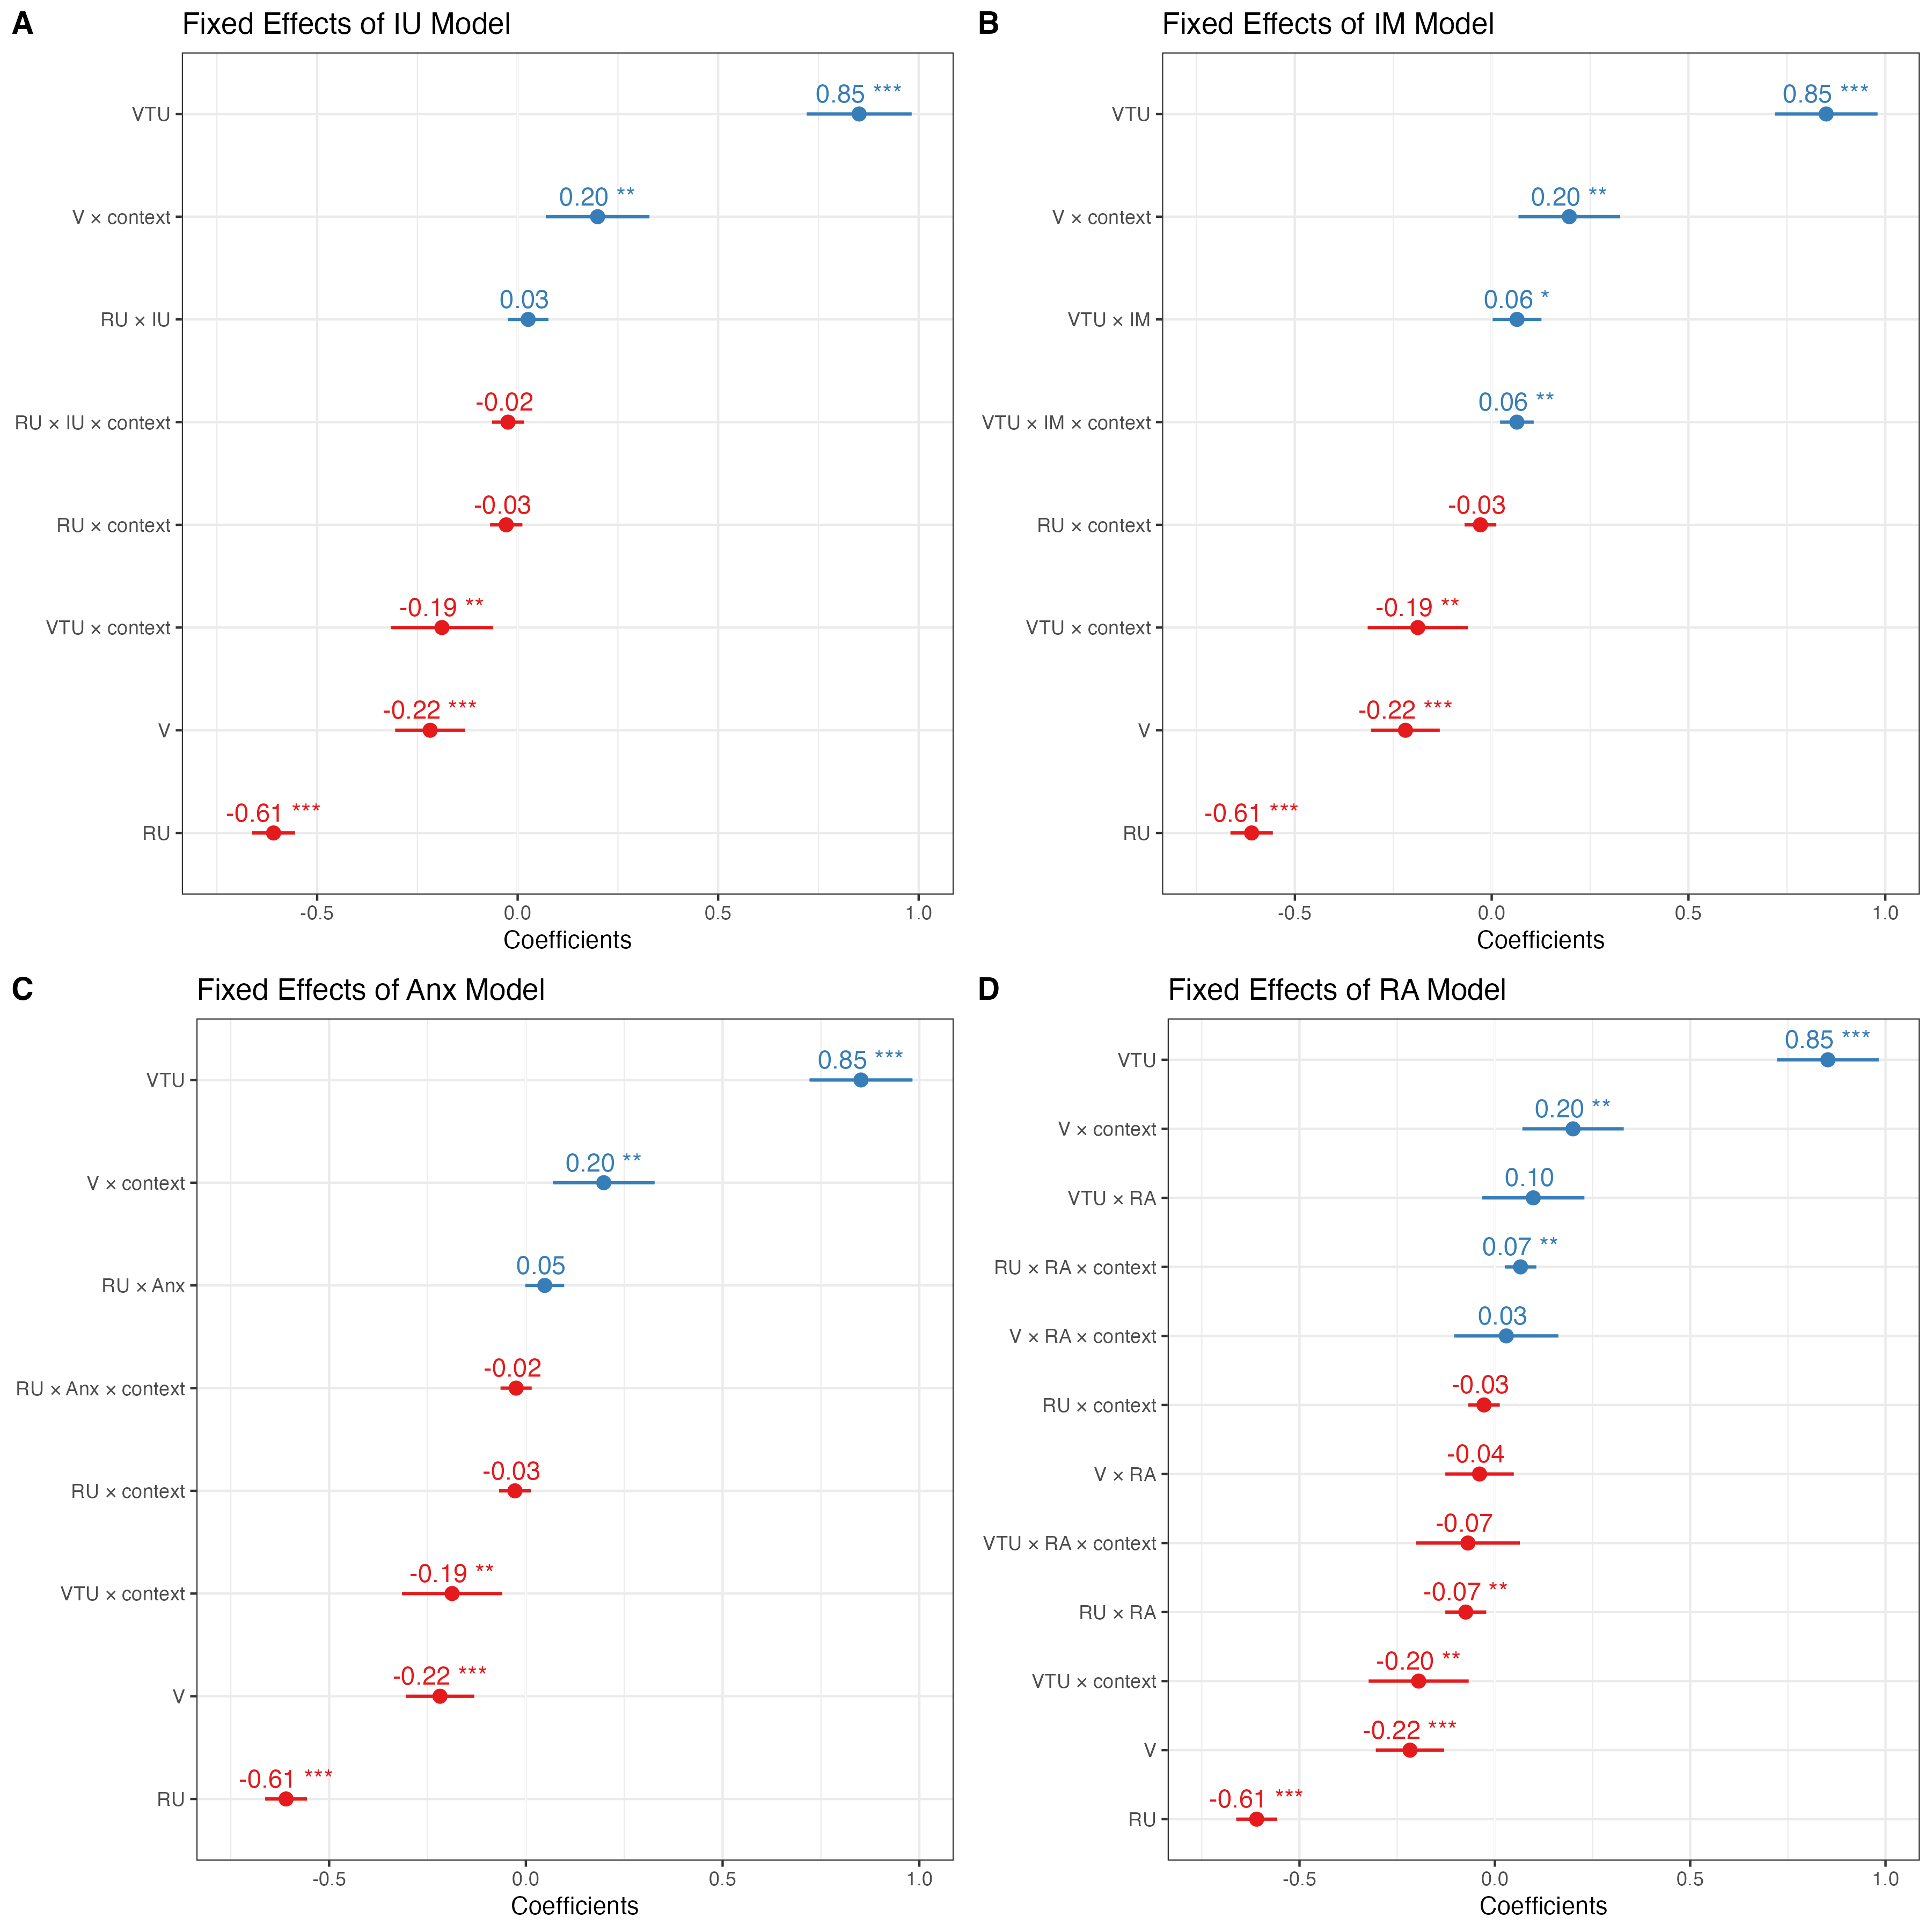 A
Fixed Effects of IU Model
VTU
0.85 ***
V × context
0.20 **
RU × IU
0.03
RU × IU × context
-0.02
RU × context
-0.03
VTU × context
-0.19 **
V
-0.22 ***
RU
-0.61 ***
-0.5 0.0 0.5 1.0
Coefficients
B
Fixed Effects of IM Model
VTU
0.85 ***
V × context
0.20 **
VTU × IM
0.06 *
VTU × IM × context
0.06 **
RU × context
-0.03
VTU × context
-0.19 **
V
-0.22 ***
RU
-0.61 ***
-0.5 0.0 0.5 1.0
Coefficients
C
Fixed Effects of Anx Model
VTU
0.85 ***
V × context
0.20 **
RU × Anx
0.05
RU × Anx × context
-0.02
RU × context
-0.03
VTU × context
-0.19 **
V
-0.22 ***
RU
-0.61 ***
-0.5 0.0 0.5 1.0
Coefficients
D
Fixed Effects of RA Model
VTU
0.85 ***
V × context
0.20 **
VTU × RA
0.10
RU × RA × context
0.07 **
V × RA × context
0.03
RU × context
-0.03
V × RA
-0.04
VTU × RA × context
-0.07
RU × RA
-0.07 **
VTU × context
-0.20 **
V
-0.22 ***
RU
-0.61 ***
-0.5 0.0 0.5 1.0
Coefficients